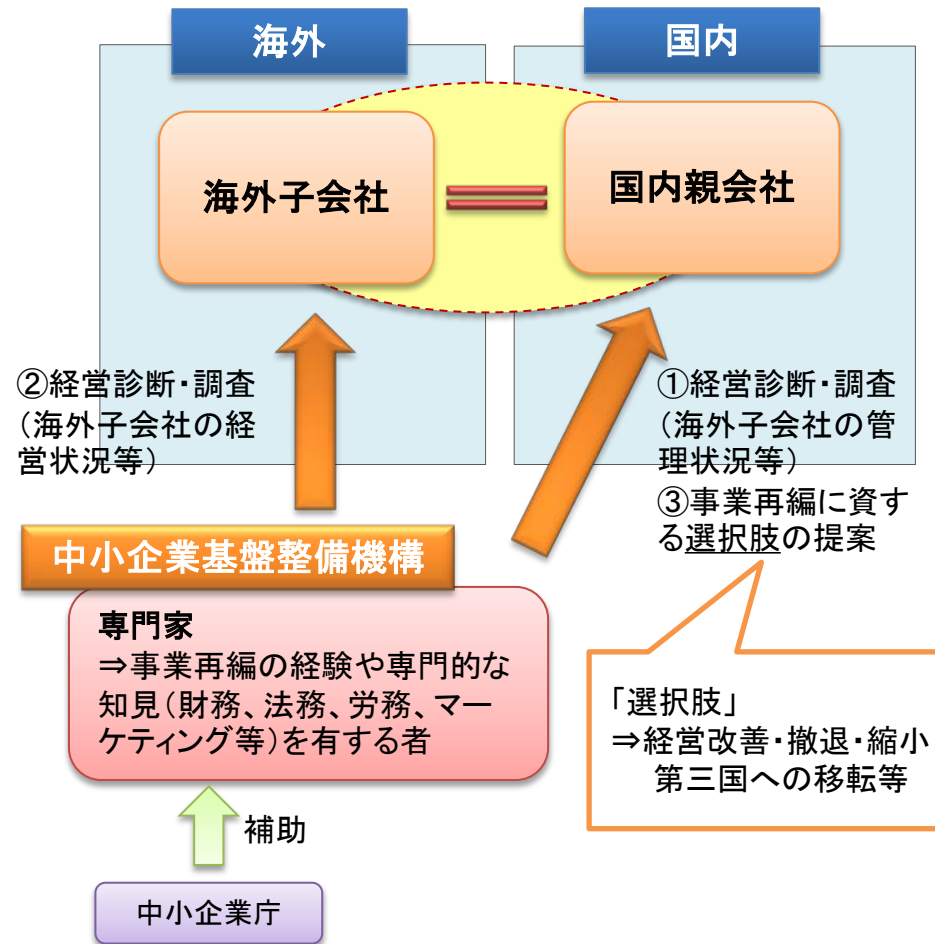 海外
国内
海外子会社
国内親会社
②経営診断・調査
（海外子会社の経
営状況等）
①経営診断・調査
（海外子会社の管
理状況等）
③事業再編に資す
る選択肢の提案
中小企業基盤整備機構
専門家
⇒事業再編の経験や専門的な
知見（財務、法務、労務、マー
ケティング等）を有する者
「選択肢」
⇒経営改善・撤退・縮小
第三国への移転等
補助
中小企業庁